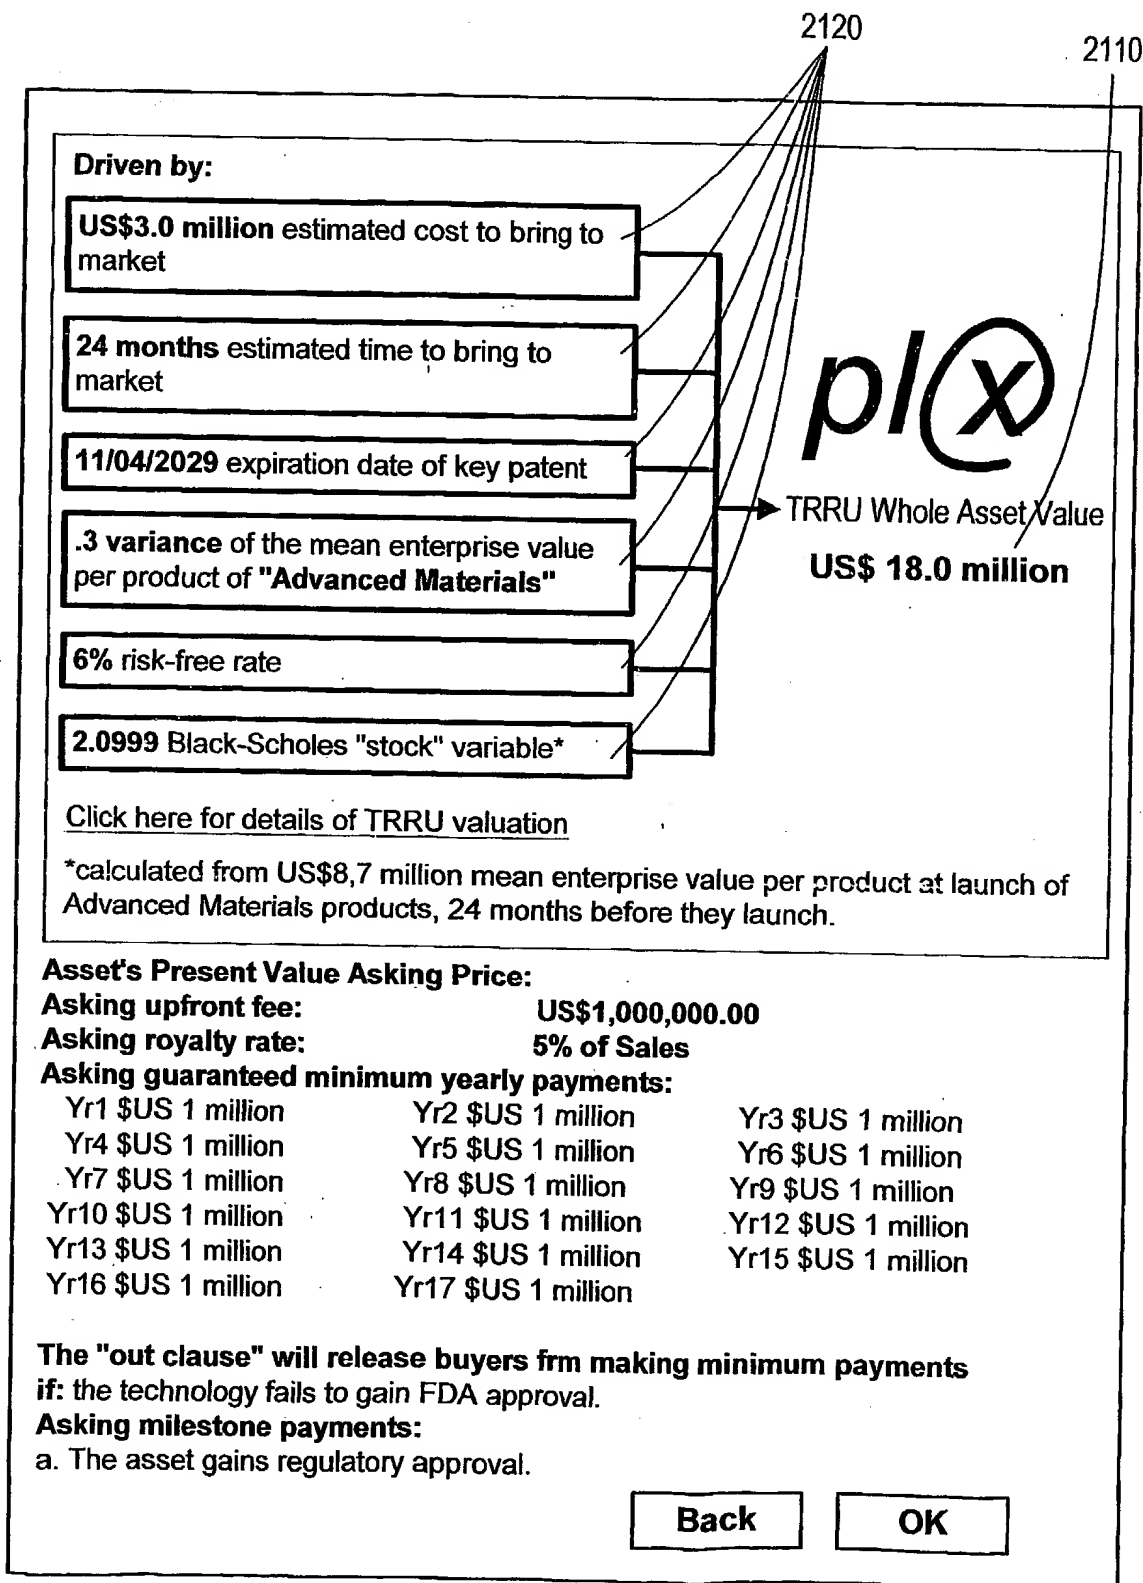 2120
2110
Driven by:
US$3.0 million estimated cost to bring to
market
24 months estimated time to bring to
market
11/04/2029 expiration date of key patent
.3 variance of the mean enterprise value
per product of "Advanced Materials"
6% risk-free rate
2.0999 Black-Scholes "stock" variable*
plx
TRRU Whole Asset Value
US$ 18.0 million
Click here for details of TRRU valuation
*calculated from US$8,7 million mean enterprise value per product at launch of
Advanced Materials products, 24 months before they launch.
Asset's Present Value Asking Price:
Asking upfront fee: US$1,000,000.00
Asking royalty rate: 5% of Sales
Asking guaranteed minimum yearly payments:
Yr1 $US 1 million Yr2 $US 1 million Yr3 $US 1 million
Yr4 $US 1 million Yr5 $US 1 million Yr6 $US 1 million
Yr7 $US 1 million Yr8 $US 1 million Yr9 $US 1 million
Yr10 $US 1 million Yr11 $US 1 million Yr12 $US 1 million
Yr13 $US 1 million Yr14 $US 1 million Yr15 $US 1 million
Yr16 $US 1 million Yr17 $US 1 million
The "out clause" will release buyers frm making minimum payments
if: the technology fails to gain FDA approval.
Asking milestone payments:
a. The asset gains regulatory approval.
Back OK